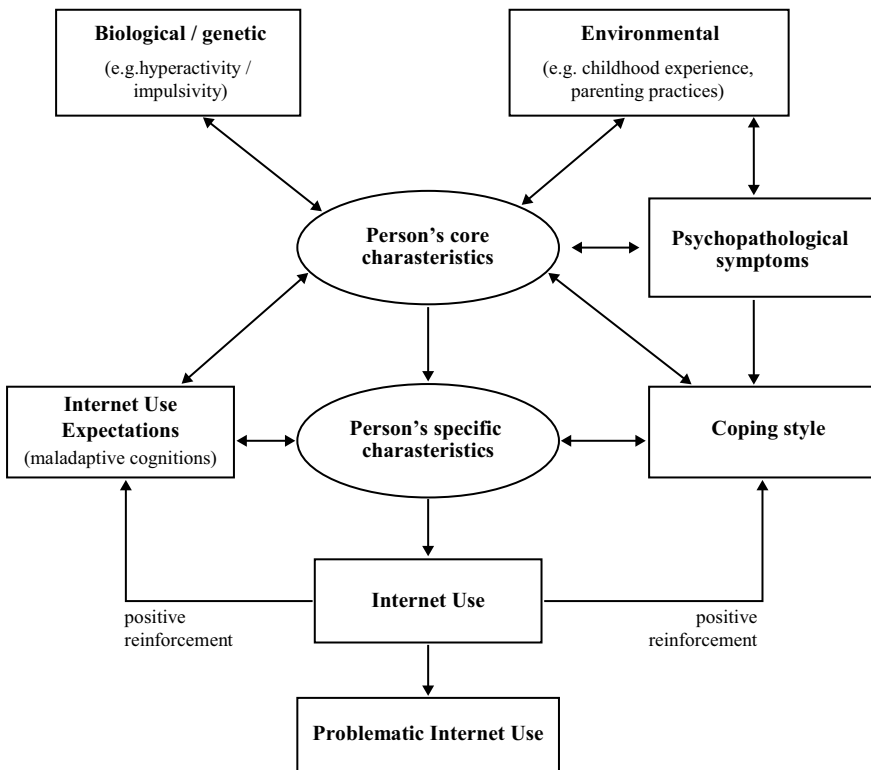 Biological / genetic
(e.g.hyperactivity /
impulsivity)
Environmental
(e.g. childhood experience,
parenting practices)
Person's core
charasteristics
Psychopathological
symptoms
Internet Use
Expectations
(maladaptive cognitions)
Person's specific
charasteristics
Coping style
Internet Use
positive
reinforcement
positive
reinforcement
Problematic Internet Use